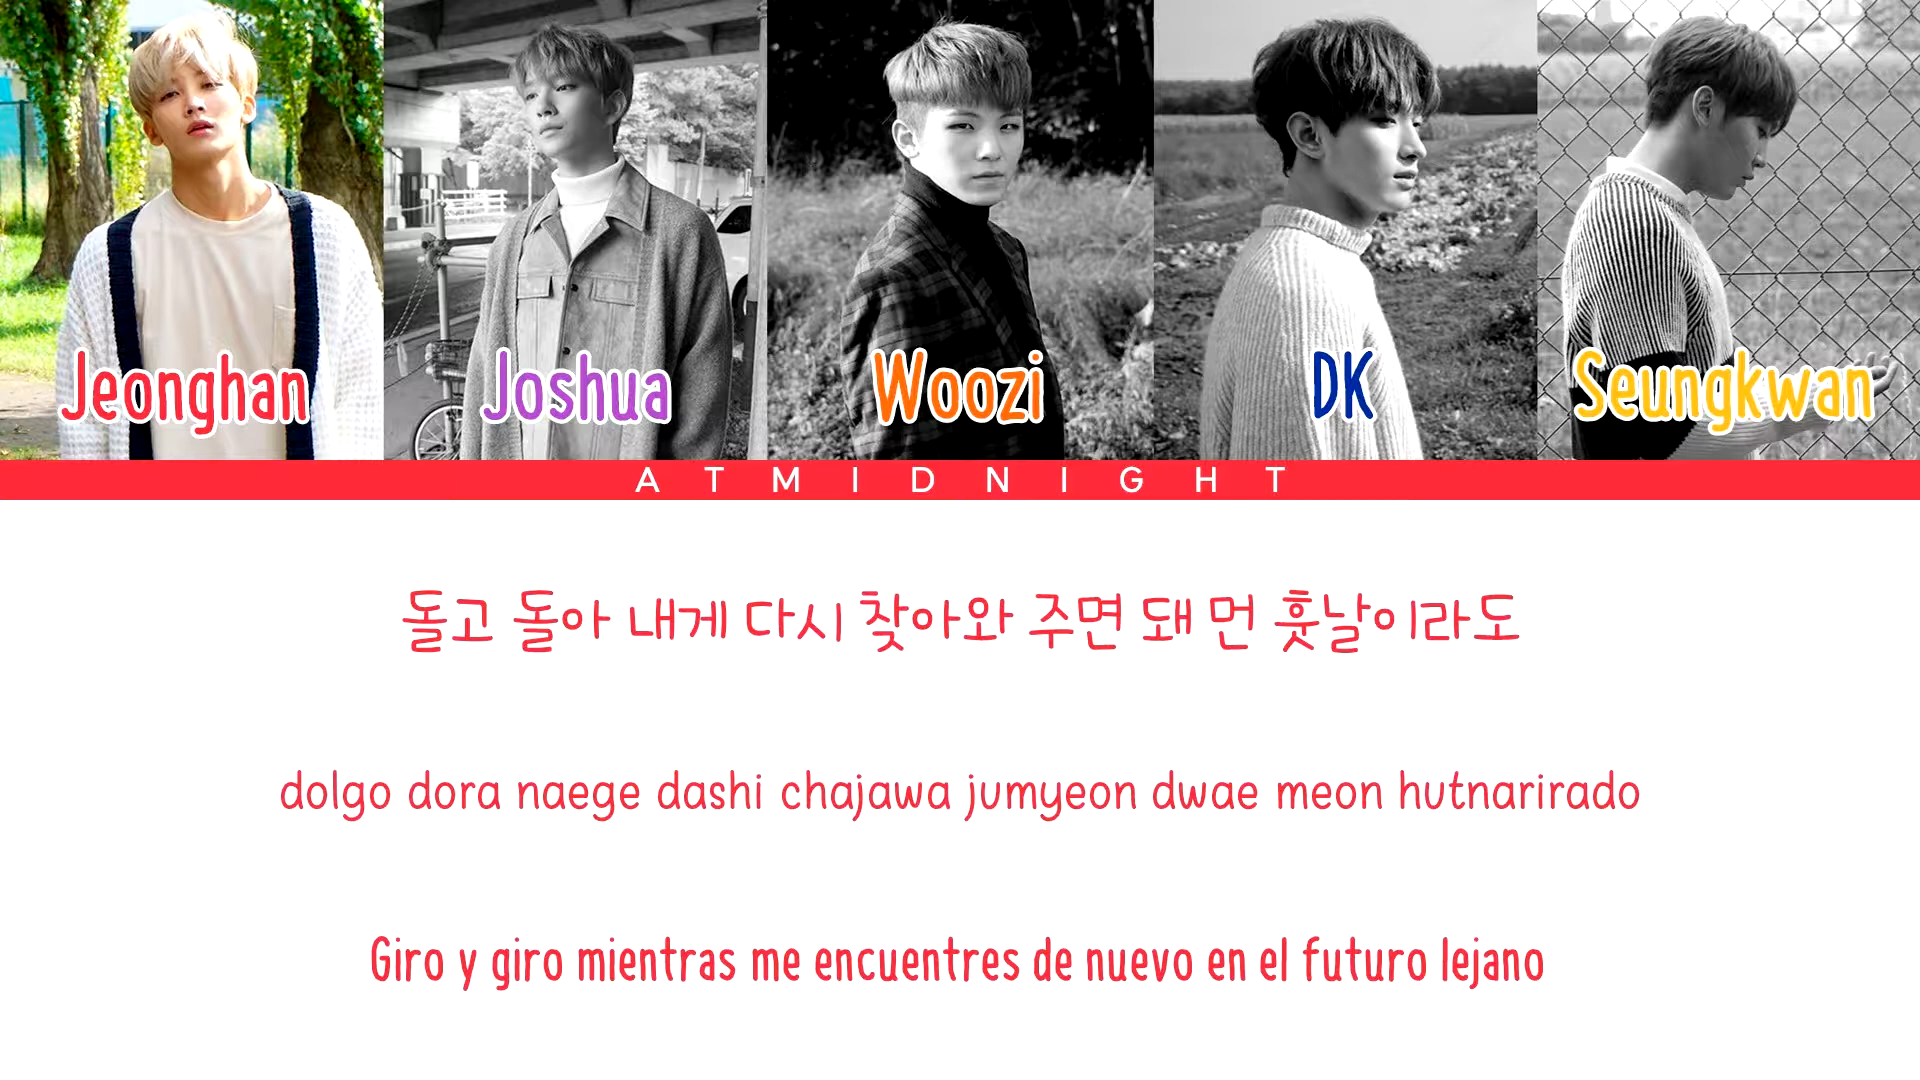 Jeonghan
Joshua
Woozi
DK
Seungkwan
ATMIDNIGHT
돌고 돌아 내게 다시 찾아와 주면 돼 먼 훗날이라도
dolgo dora naege dashi chajawa jumyeon dwae meon hutnarirado
Giro y giro mientras me encuentres de nuevo en el futuro lejano